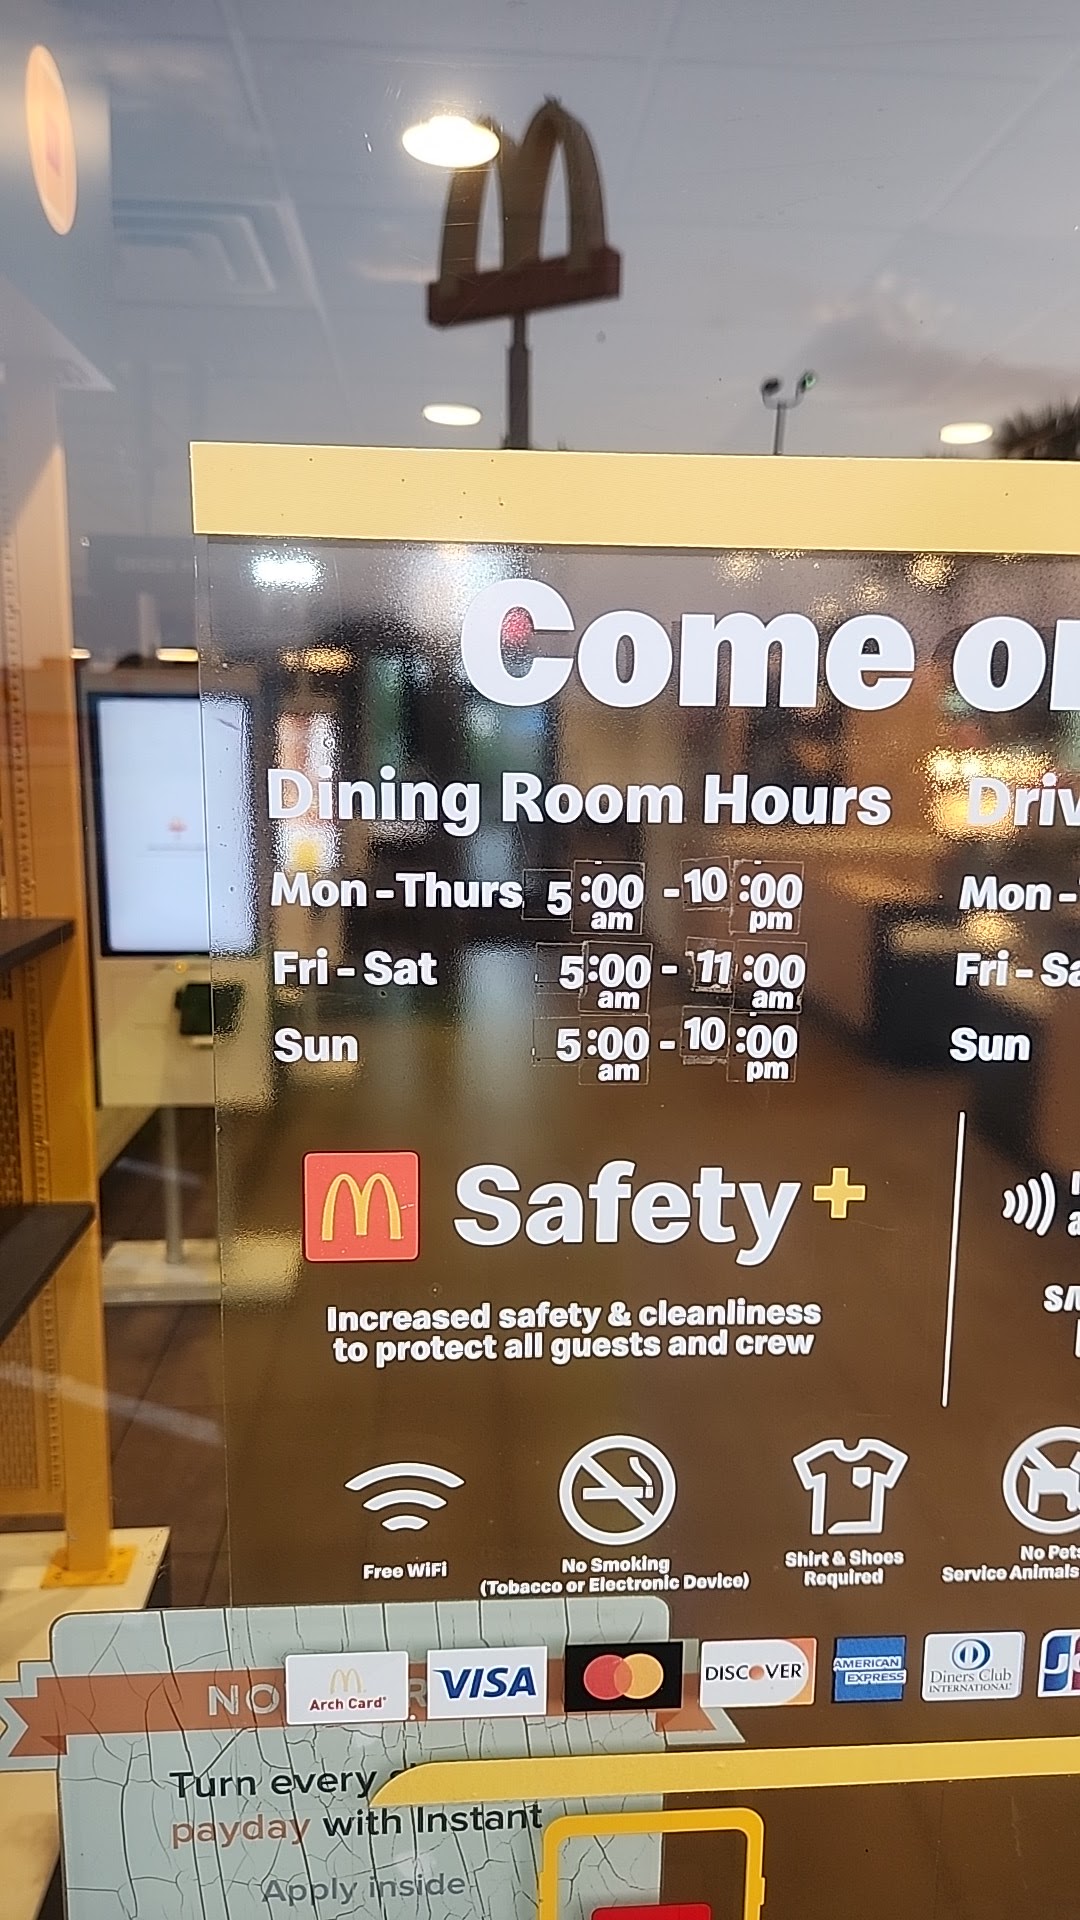 Come
Dining Room Hours
Mon - Thurs 5:00 am - 10:00 pm
Fri - Sat 5:00 am - 11:00 am
Sun 5:00 am - 10:00 pm
Mon -
Fri - Sa
Sun
Safety+
Increased safety & cleanliness
to protect all guests and crew
Free WiFi
No Smoking
(Tobacco or Electronic Device)
Shirt & Shoes
Required
No Pets
Service Animals
Arch Card
VISA
DISCOVER
AMERICAN
EXPRESS
Diners Club
INTERNATIONAL
Turn every
payday with Instant
Apply inside